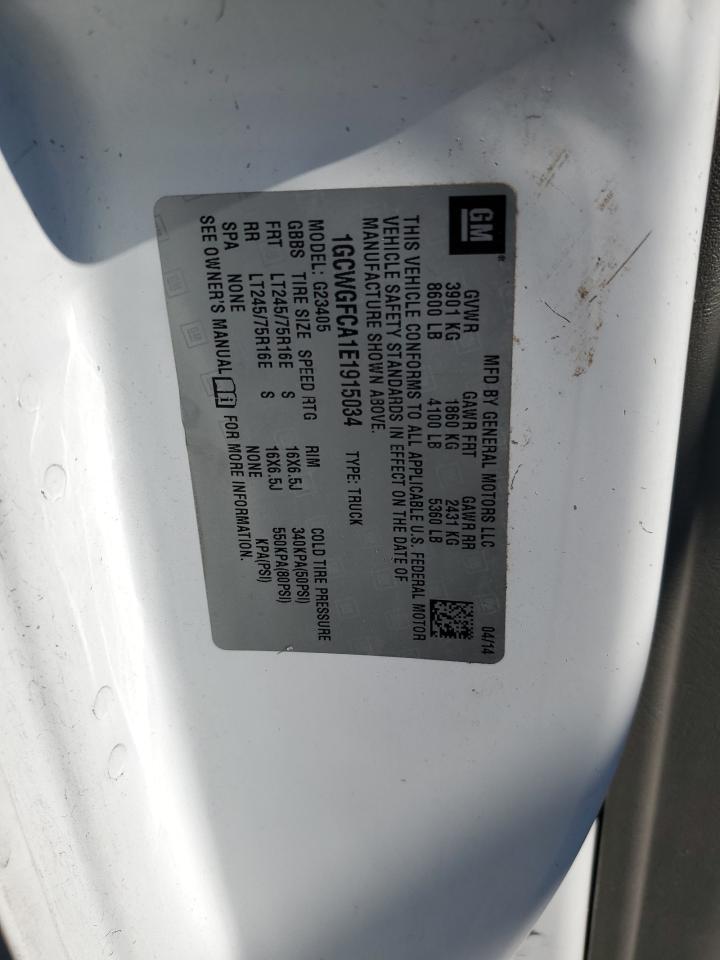 GM
®
MFD BY GENERAL MOTORS LLC 04/14
GVWR GAWR FRT GAWR RR
3901 KG 1860 KG 2431 KG
8600 LB 4100 LB 5360 LB
THIS VEHICLE CONFORMS TO ALL APPLICABLE U.S. FEDERAL MOTOR
VEHICLE SAFETY STANDARDS IN EFFECT ON THE DATE OF
MANUFACTURE SHOWN ABOVE.
1GCWGFCA1E1915034 TYPE: TRUCK
MODEL: G23405
GBBS TIRE SIZE SPEED RTG RIM COLD TIRE PRESSURE
FRT LT245/75R16E S 16X6.5J 340KPA(50PSI)
RR LT245/75R16E S 16X6.5J 550KPA(80PSI)
SPA NONE NONE KPA(PSI)
SEE OWNER'S MANUAL FOR MORE INFORMATION.